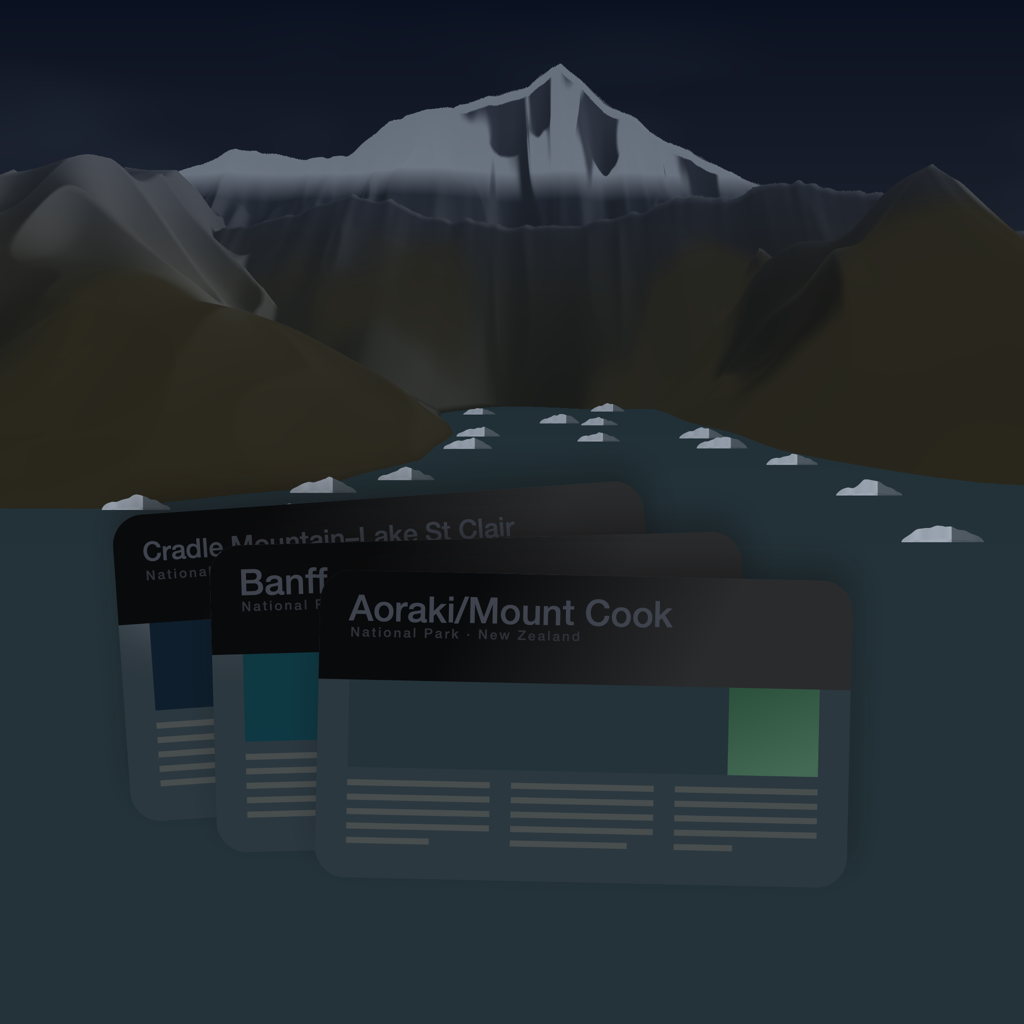 Cradle Mountain–Lake St Clair
National
Banff
National
Aoraki/Mount Cook
National Park · New Zealand